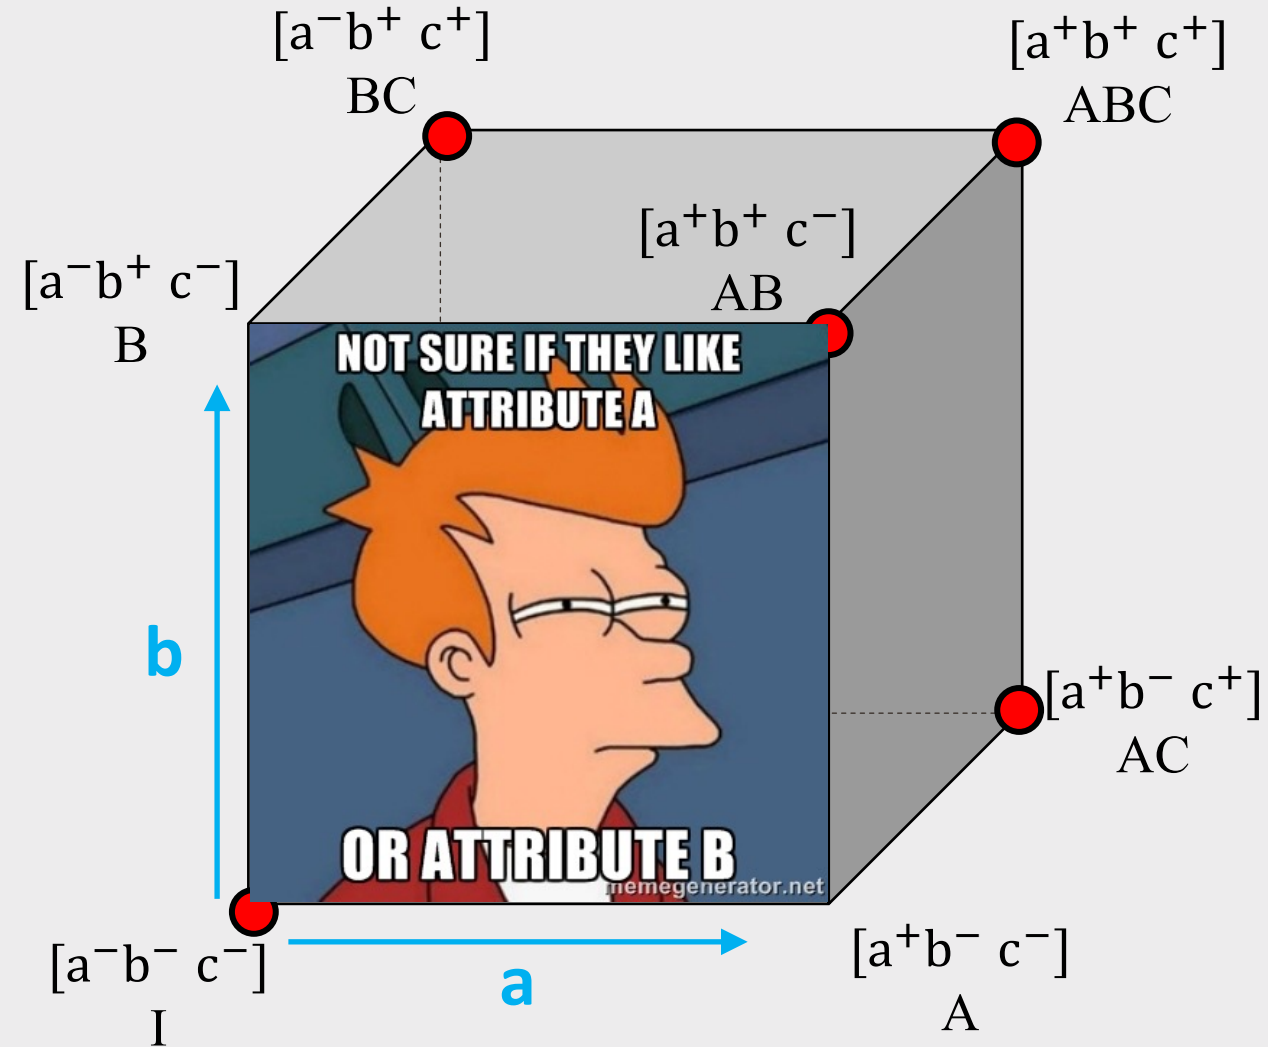 [a⁻b⁺ c⁺]
BC
[a⁺b⁺ c⁺]
ABC
[a⁺b⁺ c⁻]
AB
[a⁻b⁺ c⁻]
B
NOT SURE IF THEY LIKE
ATTRIBUTE A
b
[a⁺b⁻ c⁺]
AC
OR ATTRIBUTE B
memegenerator.net
[a⁻b⁻ c⁻]
I
a
[a⁺b⁻ c⁻]
A